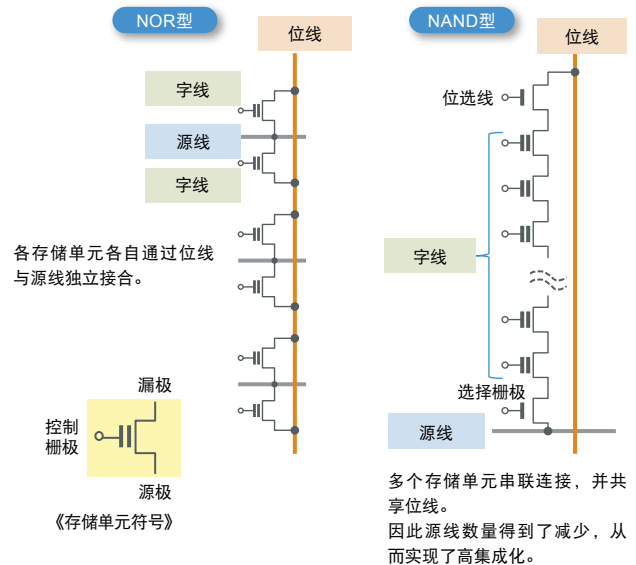 NOR型
位线
字线
源线
字线
各存储单元各自通过位线
与源线独立接合。
漏极
控制
栅极
源极
《存储单元符号》
NAND型
位线
位选线
字线
选择栅极
源线
多个存储单元串联连接，并共
享位线。
因此源线数量得到了减少，从
而实现了高集成化。